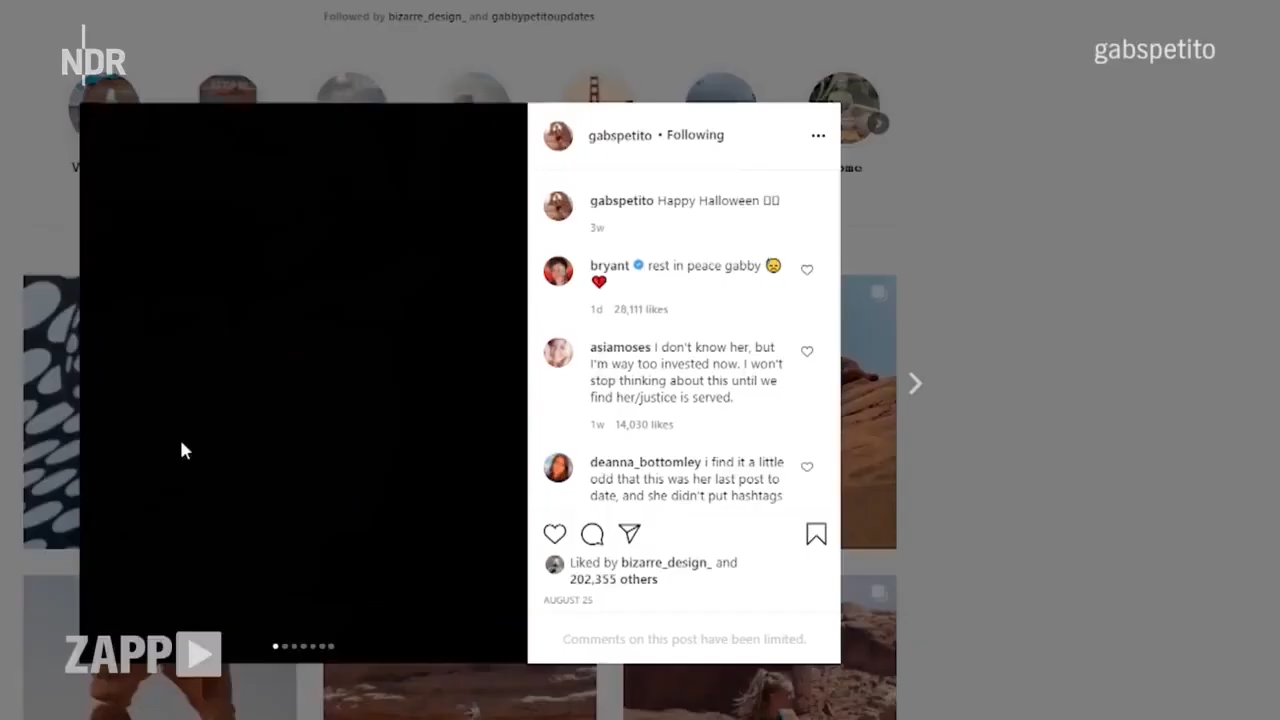 Followed by bizarre_design_ and gabbypetitoupdates
NDR
gabspetito
gabspetito • Following
gabspetito Happy Halloween
3w
bryant rest in peace gabby 😥
💔
1d 28,111 likes
asiamoses I don't know her, but
I'm way too invested now. I won't
stop thinking about this until we
find her/justice is served.
1w 14,030 likes
deanna_bottomley i find it a little
odd that this was her last post to
date, and she didn't put hashtags
Liked by bizarre_design_ and
202,355 others
AUGUST 25
Comments on this post have been limited.
ZAPP